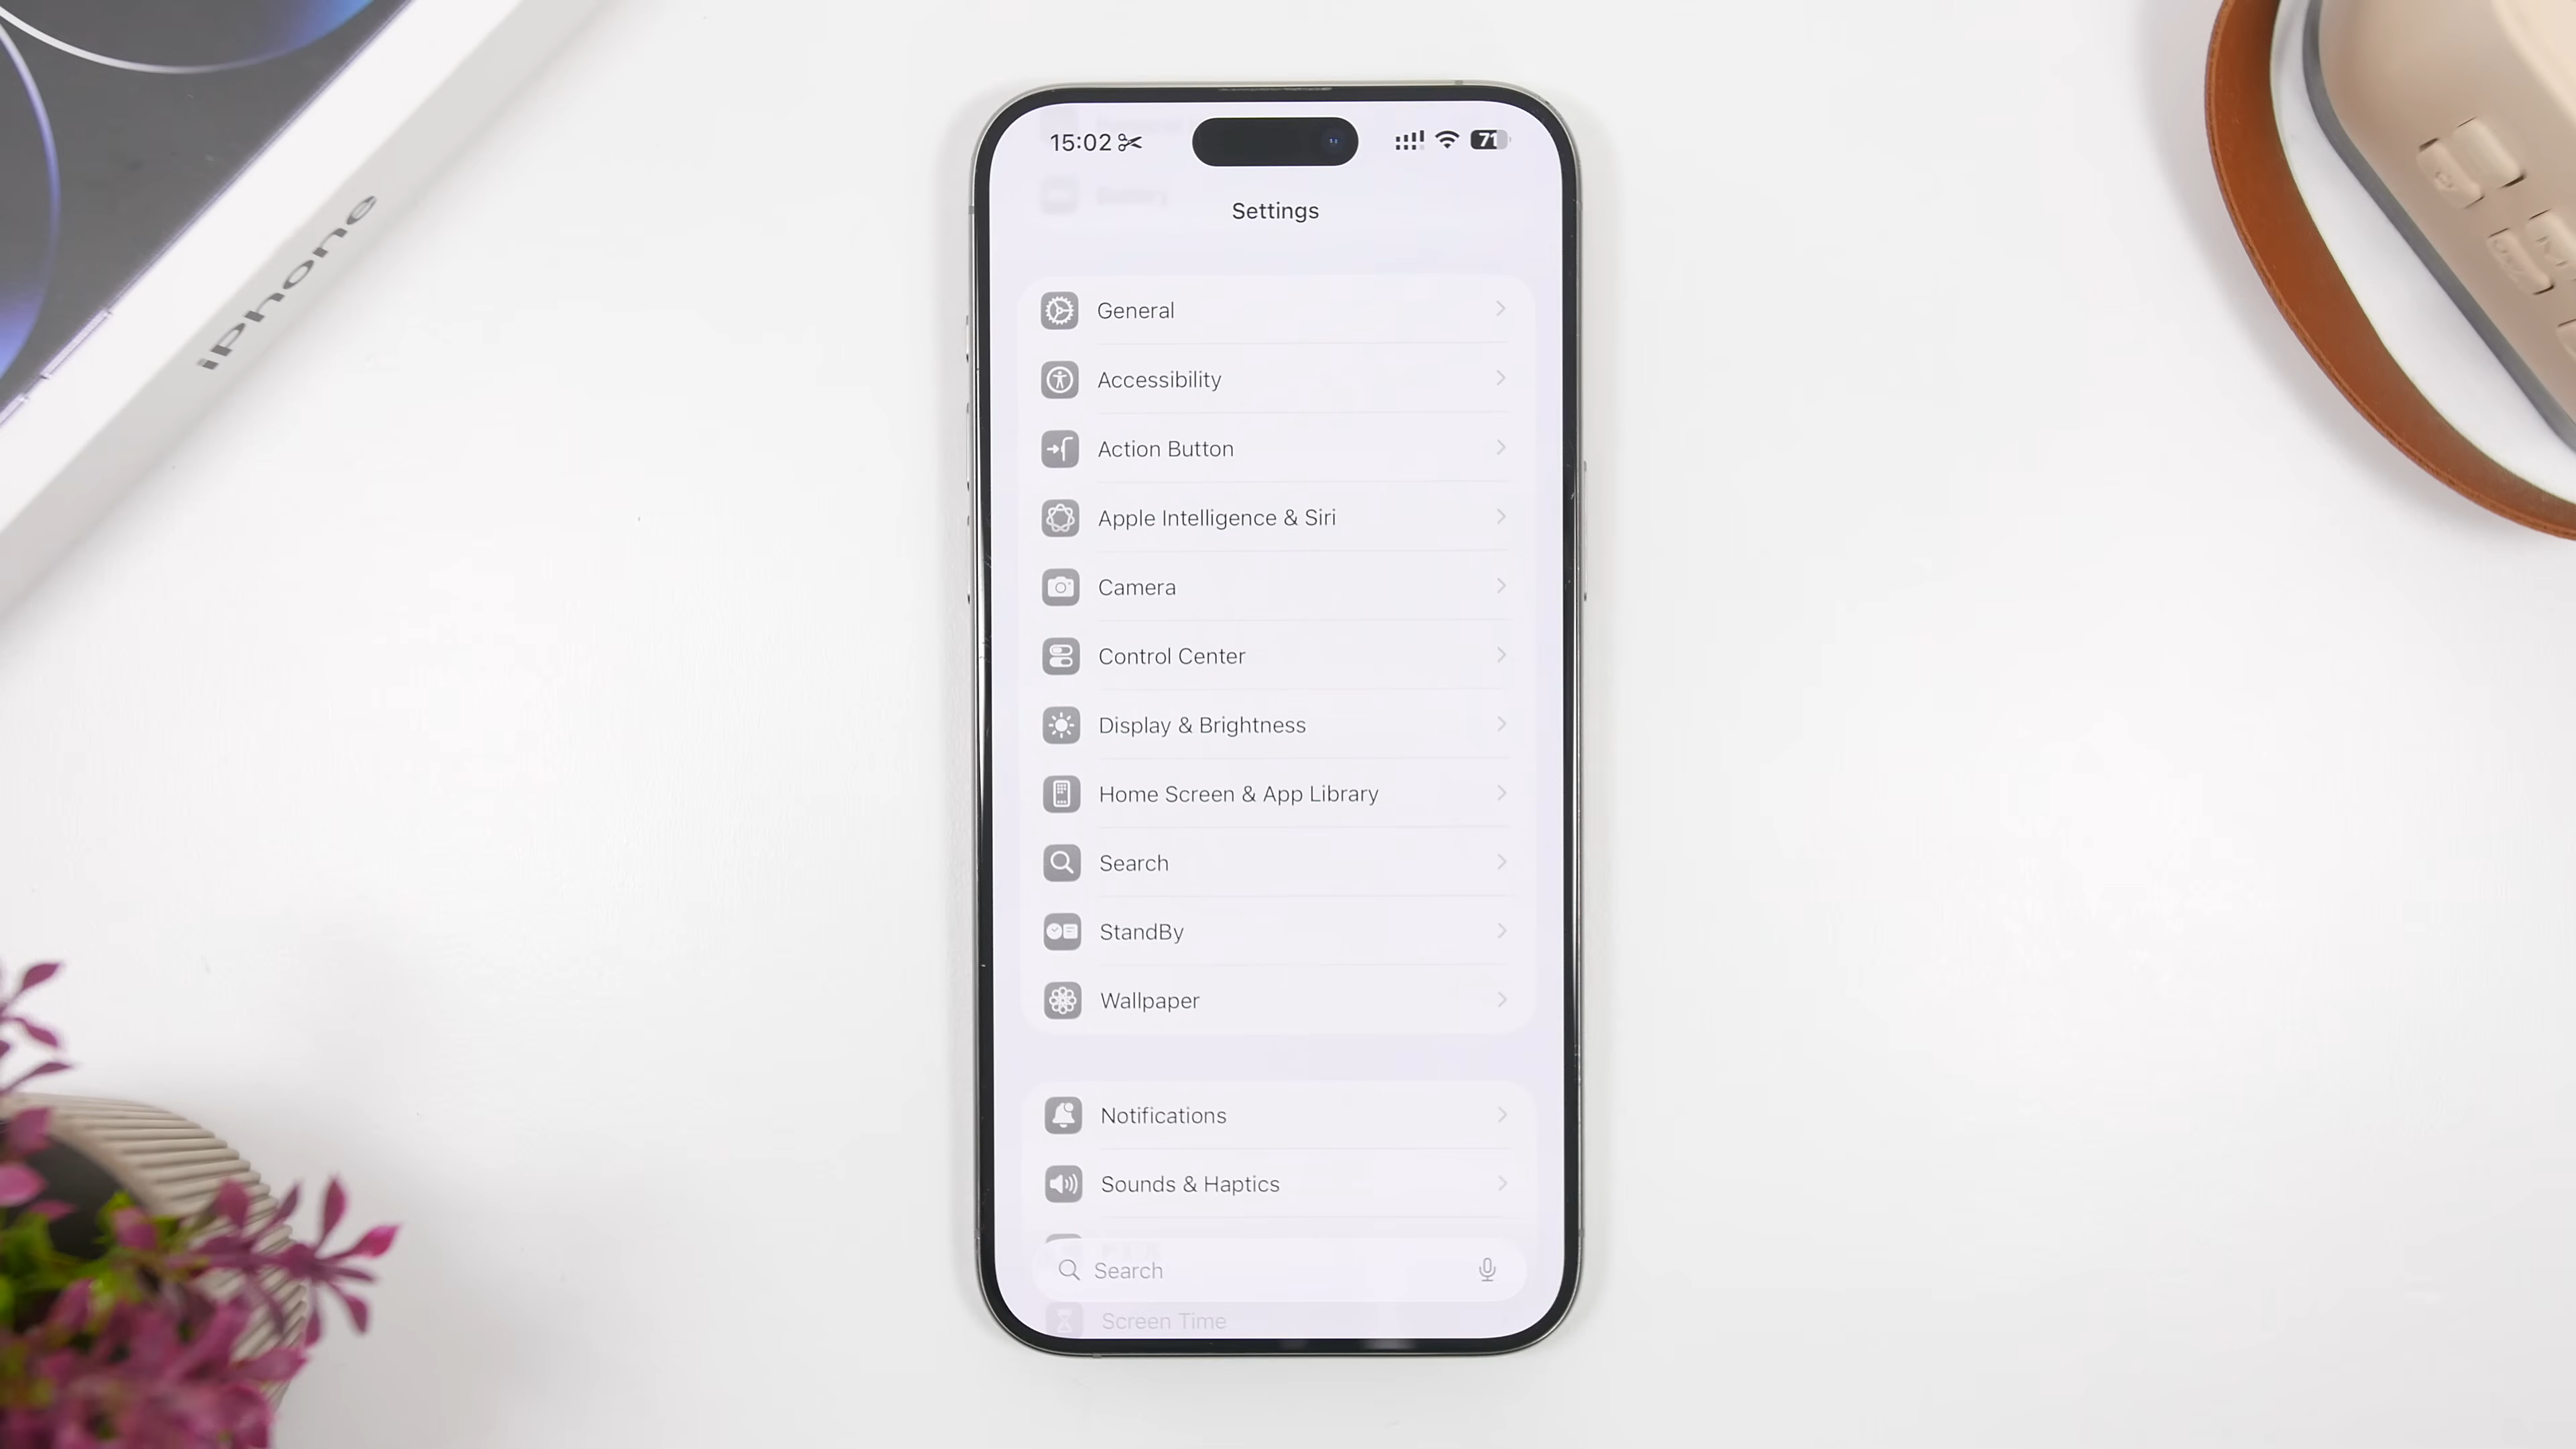 iPhone
15:02
71
Settings
General
Accessibility
Action Button
Apple Intelligence & Siri
Camera
Control Center
Display & Brightness
Home Screen & App Library
Search
StandBy
Wallpaper
Notifications
Sounds & Haptics
Search
Screen Time